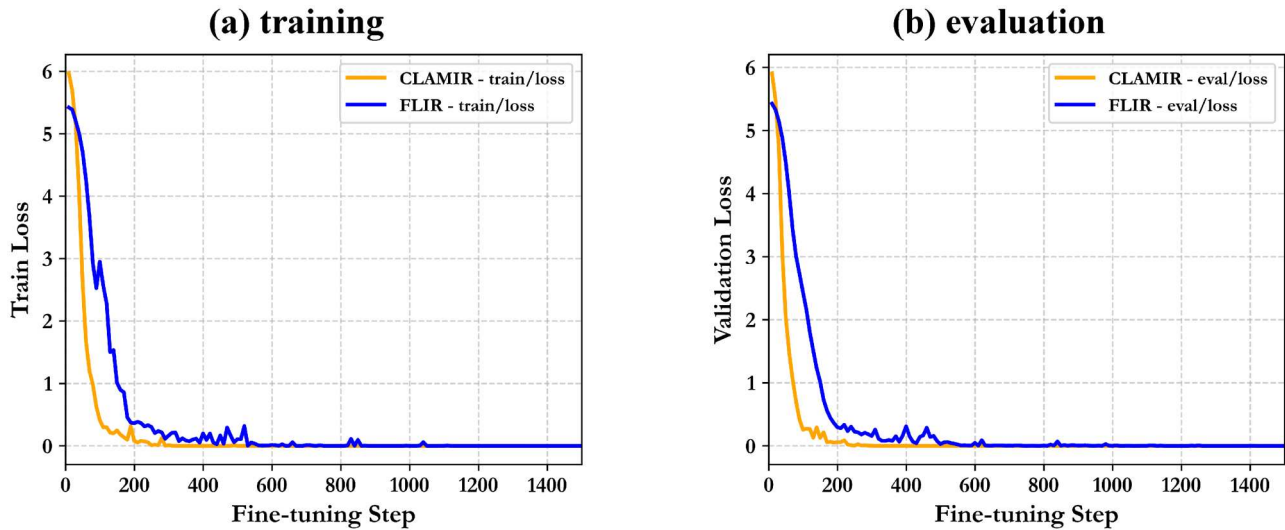 (a) training
6
5
4
3
2
1
0
Train Loss
CLAMIR - train/loss
FLIR - train/loss
0 200 400 600 800 1000 1200 1400
Fine-tuning Step
(b) evaluation
6
5
4
3
2
1
0
Validation Loss
CLAMIR - eval/loss
FLIR - eval/loss
0 200 400 600 800 1000 1200 1400
Fine-tuning Step